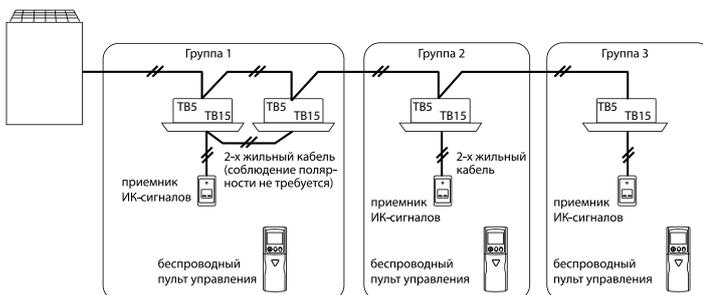 Группа 1
Группа 2
Группа 3
TB5
TB15
TB5
TB15
TB5
TB15
TB5
TB15
2-х жильный кабель
(соблюдение поляр-
ности не требуется)
2-х жильный
кабель
приемник
ИК-сигналов
приемник
ИК-сигналов
приемник
ИК-сигналов
беспроводный
пульт управления
беспроводный
пульт управления
беспроводный
пульт управления